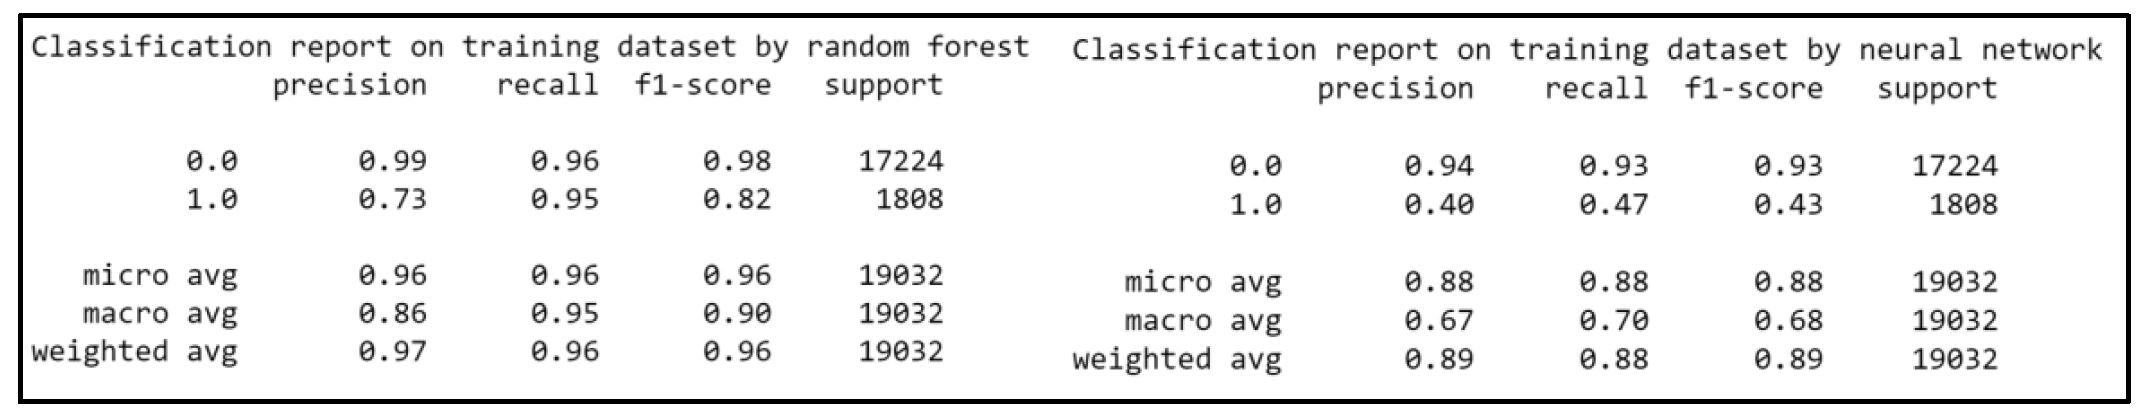 Classification report on training dataset by random forest
precision recall f1-score support
0.0 0.99 0.96 0.98 17224
1.0 0.73 0.95 0.82 1808
micro avg 0.96 0.96 0.96 19032
macro avg 0.86 0.95 0.90 19032
weighted avg 0.97 0.96 0.96 19032
Classification report on training dataset by neural network
precision recall f1-score support
0.0 0.94 0.93 0.93 17224
1.0 0.40 0.47 0.43 1808
micro avg 0.88 0.88 0.88 19032
macro avg 0.67 0.70 0.68 19032
weighted avg 0.89 0.88 0.89 19032